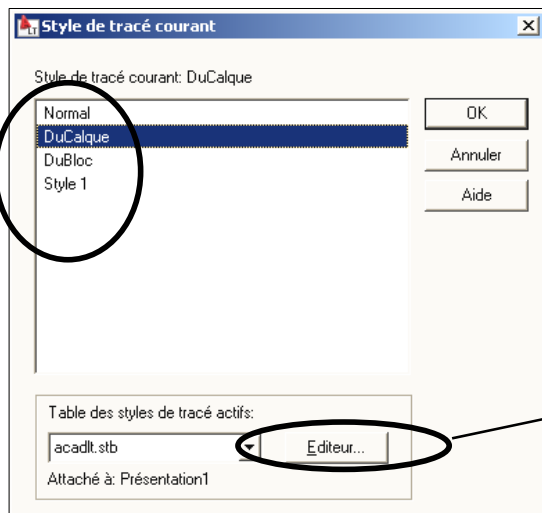 LT Style de tracé courant
Style de tracé courant: DuCalque
Normal
DuCalque
DuBloc
Style 1
OK
Annuler
Aide
Table des styles de tracé actifs:
acadlt.stb
Editeur...
Attaché à: Présentation1